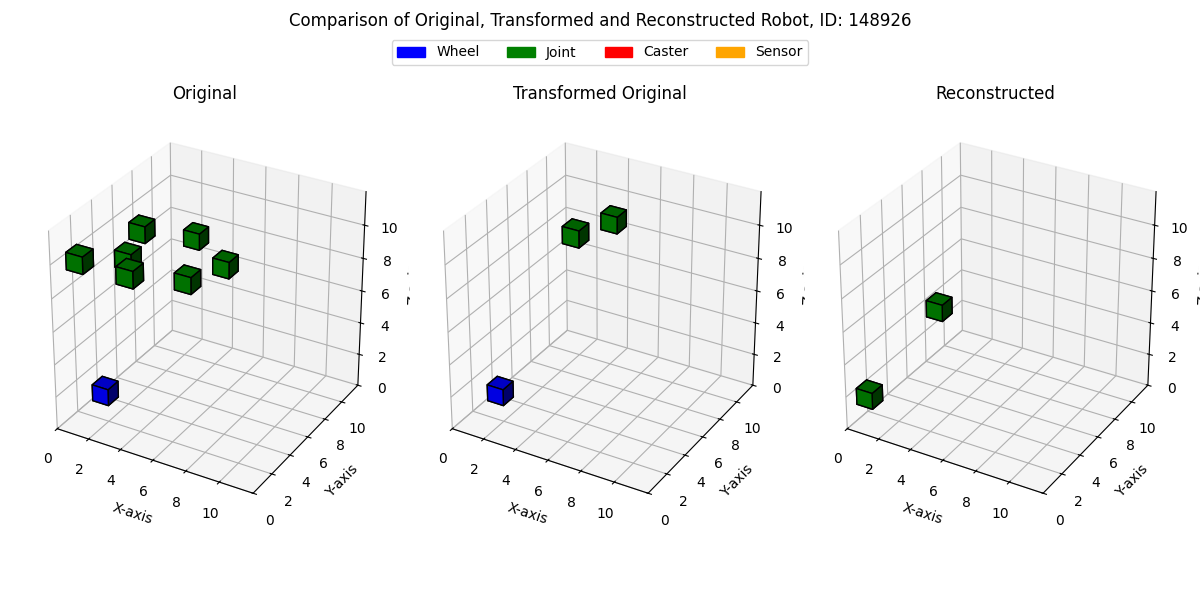 Comparison of Original, Transformed and Reconstructed Robot, ID: 148926
Wheel Joint Caster Sensor
Original
Transformed Original
Reconstructed
0 2 4 6 8 10
X-axis
0 2 4 6 8 10
Y-axis
0 2 4 6 8 10
0 2 4 6 8 10
X-axis
0 2 4 6 8 10
Y-axis
0 2 4 6 8 10
0 2 4 6 8 10
X-axis
0 2 4 6 8 10
Y-axis
0 2 4 6 8 10